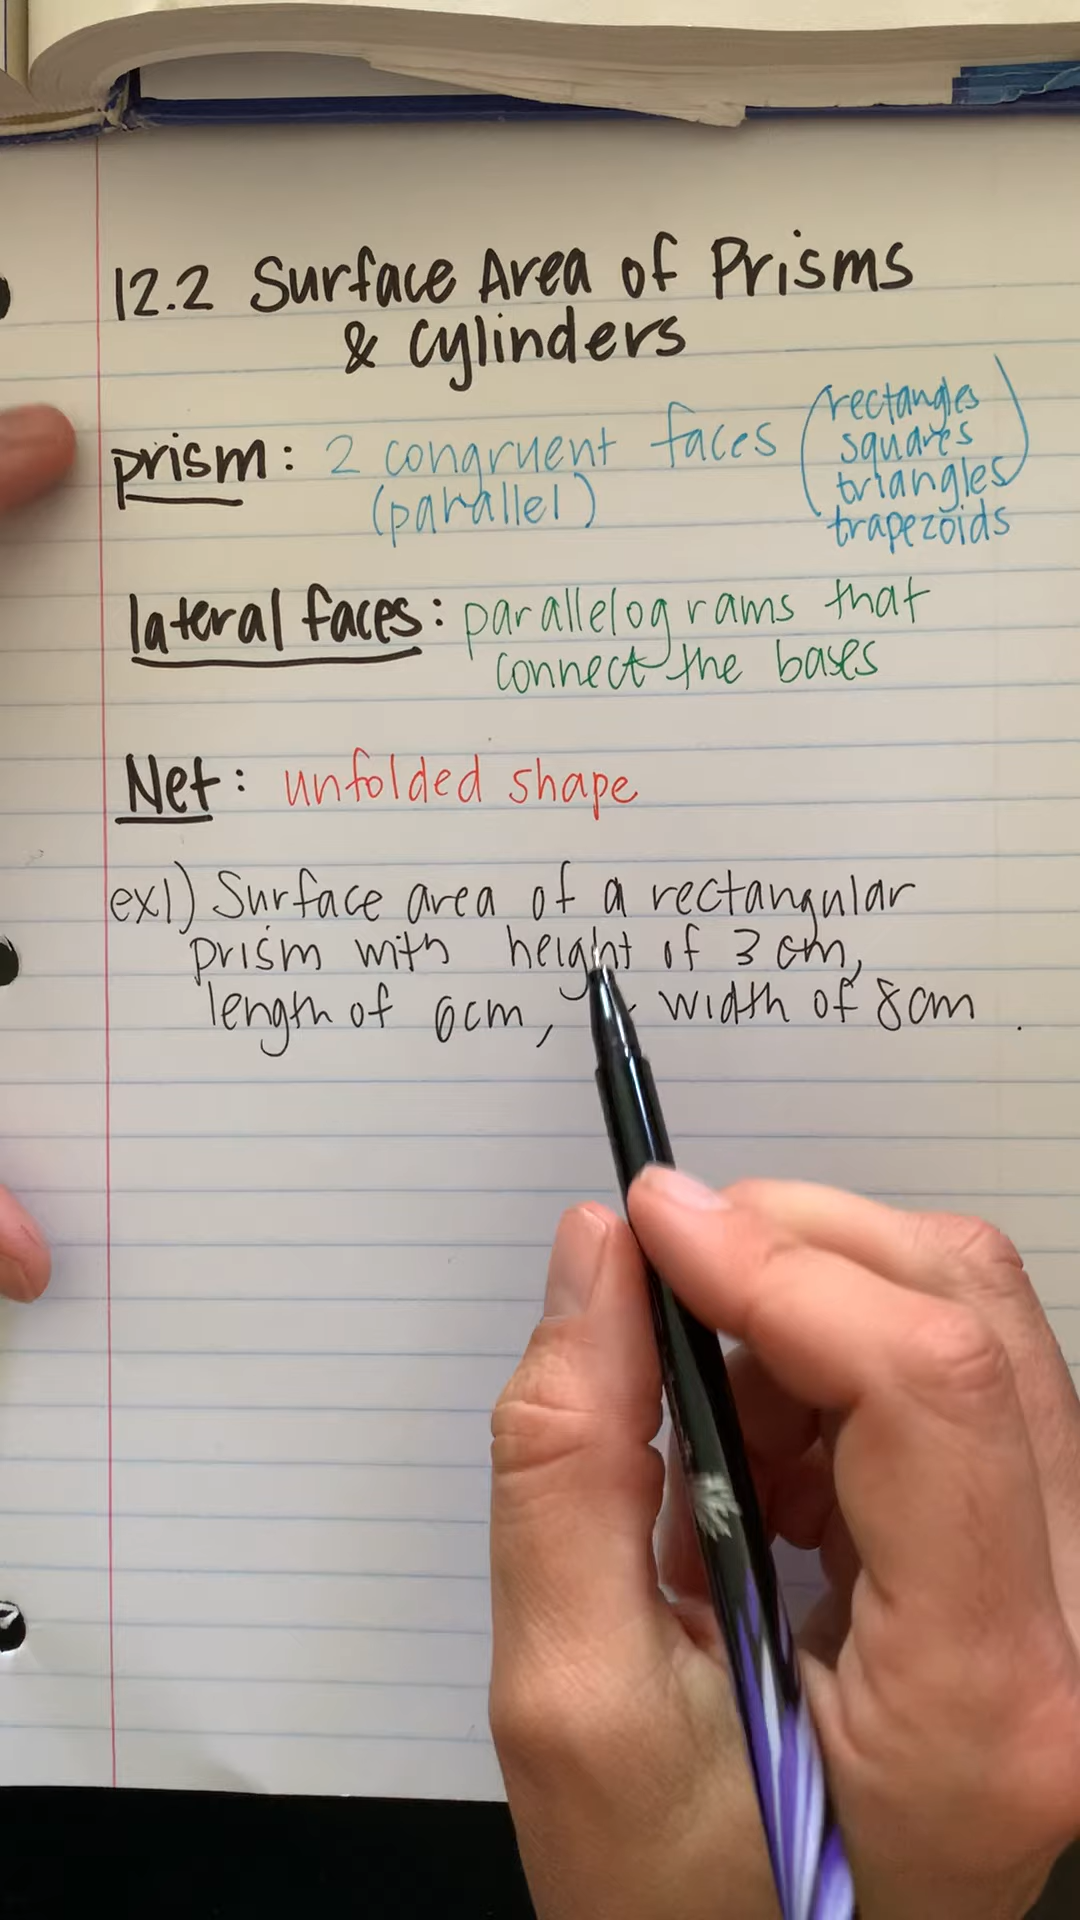 12.2 Surface Area of Prisms
& Cylinders
prism: 2 congruent faces
(parallel)
(rectangles
squares
triangles)
trapezoids
lateral faces: parallelograms that
connect the bases
Net: unfolded shape
ex1) Surface area of a rectangular
prism with height of 3 cm,
length of 6cm, width of 8cm.